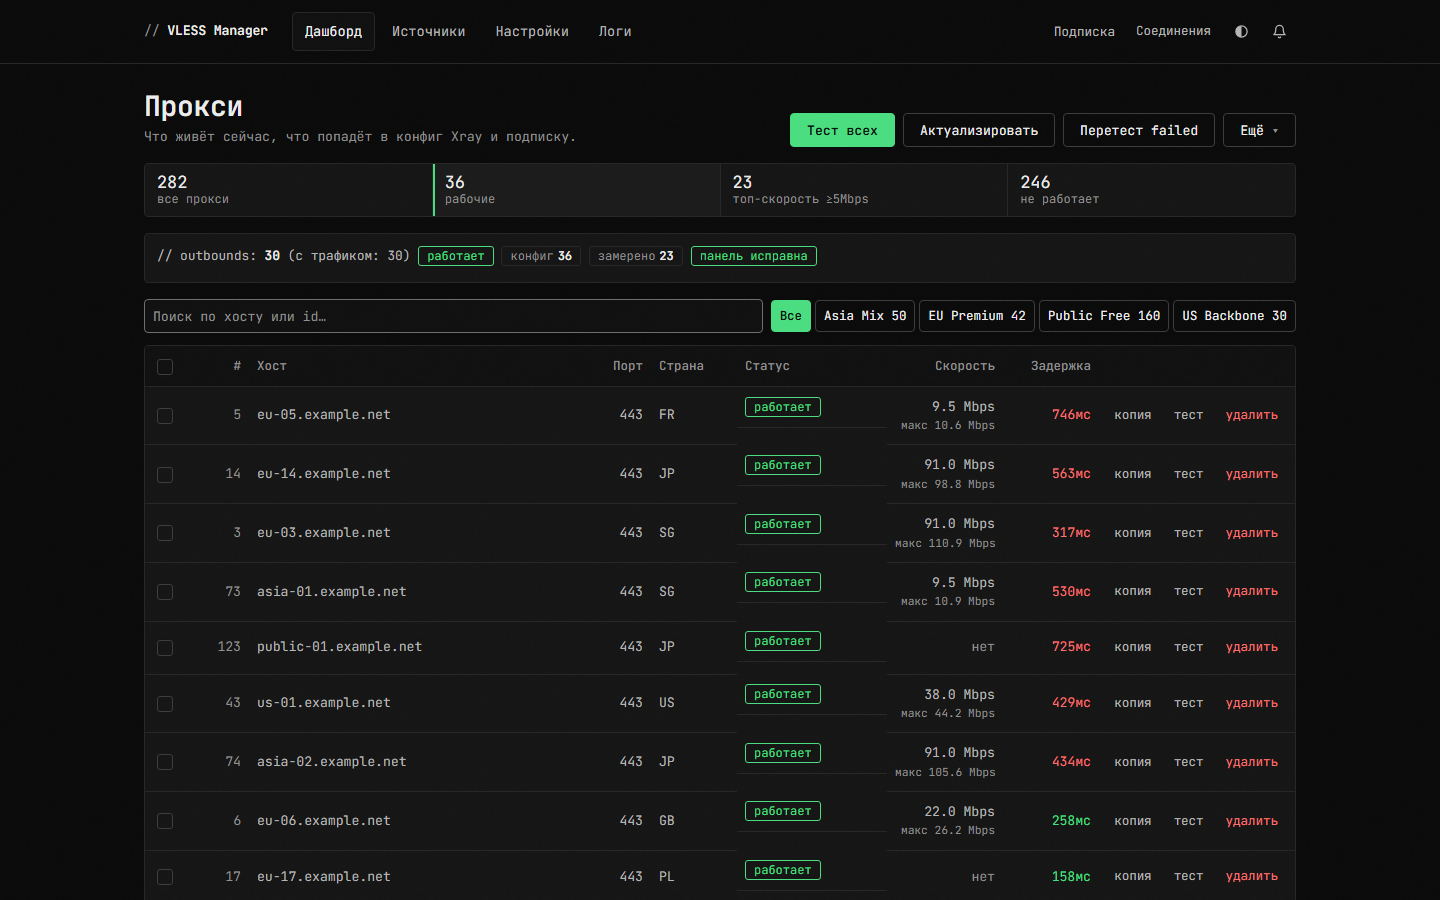 // VLESS Manager Дашборд Источники Настройки Логи Подписка Соединения
Прокси
Что живёт сейчас, что попадёт в конфиг Xray и подписку.
Тест всех Актуализировать Перетест failed Ещё ▾
282 36 23 246
все прокси рабочие топ-скорость ≥5Mbps не работает
// outbounds: 30 (с трафиком: 30) работает конфиг 36 замерено 23 панель исправна
Поиск по хосту или id… Все Asia Mix 50 EU Premium 42 Public Free 160 US Backbone 30
# Хост Порт Страна Статус Скорость Задержка
5 eu-05.example.net 443 FR работает 9.5 Mbps 746мс копия тест удалить
макс 10.6 Mbps
14 eu-14.example.net 443 JP работает 91.0 Mbps 563мс копия тест удалить
макс 98.8 Mbps
3 eu-03.example.net 443 SG работает 91.0 Mbps 317мс копия тест удалить
макс 110.9 Mbps
73 asia-01.example.net 443 SG работает 9.5 Mbps 530мс копия тест удалить
макс 10.9 Mbps
123 public-01.example.net 443 JP работает нет 725мс копия тест удалить
43 us-01.example.net 443 US работает 38.0 Mbps 429мс копия тест удалить
макс 44.2 Mbps
74 asia-02.example.net 443 JP работает 91.0 Mbps 434мс копия тест удалить
макс 105.6 Mbps
6 eu-06.example.net 443 GB работает 22.0 Mbps 258мс копия тест удалить
макс 26.2 Mbps
17 eu-17.example.net 443 PL работает нет 158мс копия тест удалить